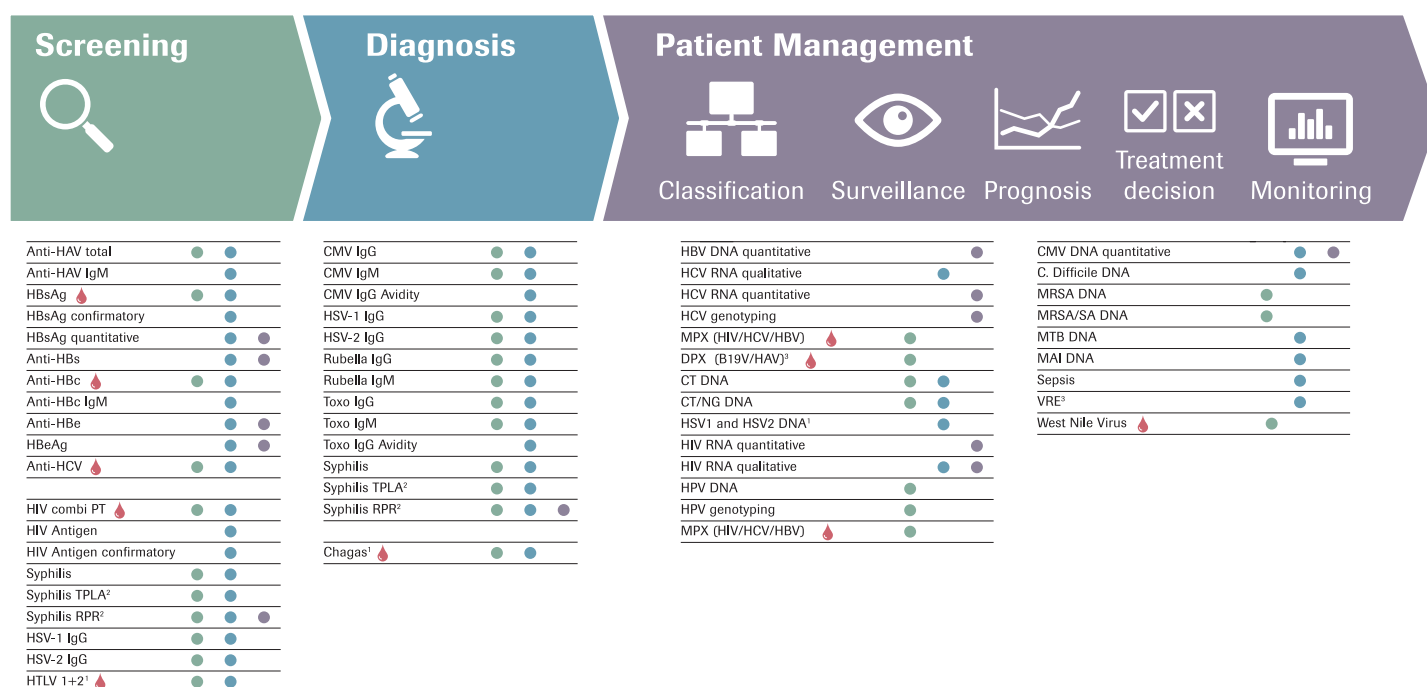 Screening
Diagnosis
Patient Management
Classification
Surveillance
Prognosis
Treatment
decision
Monitoring
Anti-HAV total
Anti-HAV IgM
HBsAg
HBsAg confirmatory
HBsAg quantitative
Anti-HBs
Anti-HBc
Anti-HBc IgM
Anti-HBe
HBeAg
Anti-HCV
HIV combi PT
HIV Antigen
HIV Antigen confirmatory
Syphilis
Syphilis TPLA²
Syphilis RPR²
HSV-1 IgG
HSV-2 IgG
HTLV 1+2¹
CMV IgG
CMV IgM
CMV IgG Avidity
HSV-1 IgG
HSV-2 IgG
Rubella IgG
Rubella IgM
Toxo IgG
Toxo IgM
Toxo IgG Avidity
Syphilis
Syphilis TPLA²
Syphilis RPR²
Chagas¹
HBV DNA quantitative
HCV RNA qualitative
HCV RNA quantitative
HCV genotyping
MPX (HIV/HCV/HBV)
DPX (B19V/HAV)³
CT DNA
CT/NG DNA
HSV1 and HSV2 DNA¹
HIV RNA quantitative
HIV RNA qualitative
HPV DNA
HPV genotyping
MPX (HIV/HCV/HBV)
CMV DNA quantitative
C. Difficile DNA
MRSA DNA
MRSA/SA DNA
MTB DNA
MAI DNA
Sepsis
VRE³
West Nile Virus